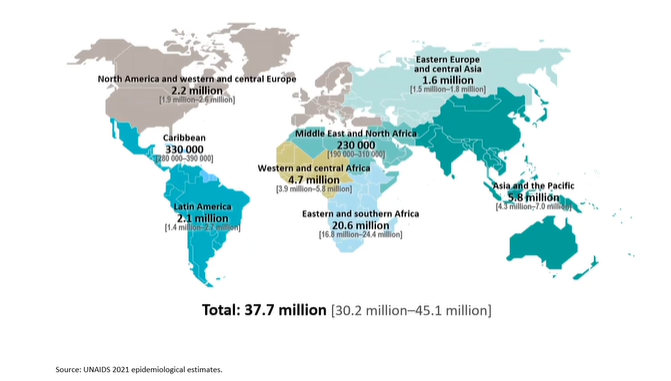 Eastern Europe
and central Asia
1.6 million
[1.5 million–1.8 million]
North America and western and central Europe
2.2 million
[1.9 million–2.6 million]
Caribbean
330 000
[280 000–390 000]
Middle East and North Africa
230 000
[190 000–310 000]
Western and central Africa
4.7 million
[3.9 million–5.8 million]
Asia and the Pacific
5.8 million
[4.3 million–7.0 million]
Latin America
2.1 million
[1.4 million–2.7 million]
Eastern and southern Africa
20.6 million
[16.8 million–24.4 million]
Total: 37.7 million [30.2 million–45.1 million]
Source: UNAIDS 2021 epidemiological estimates.